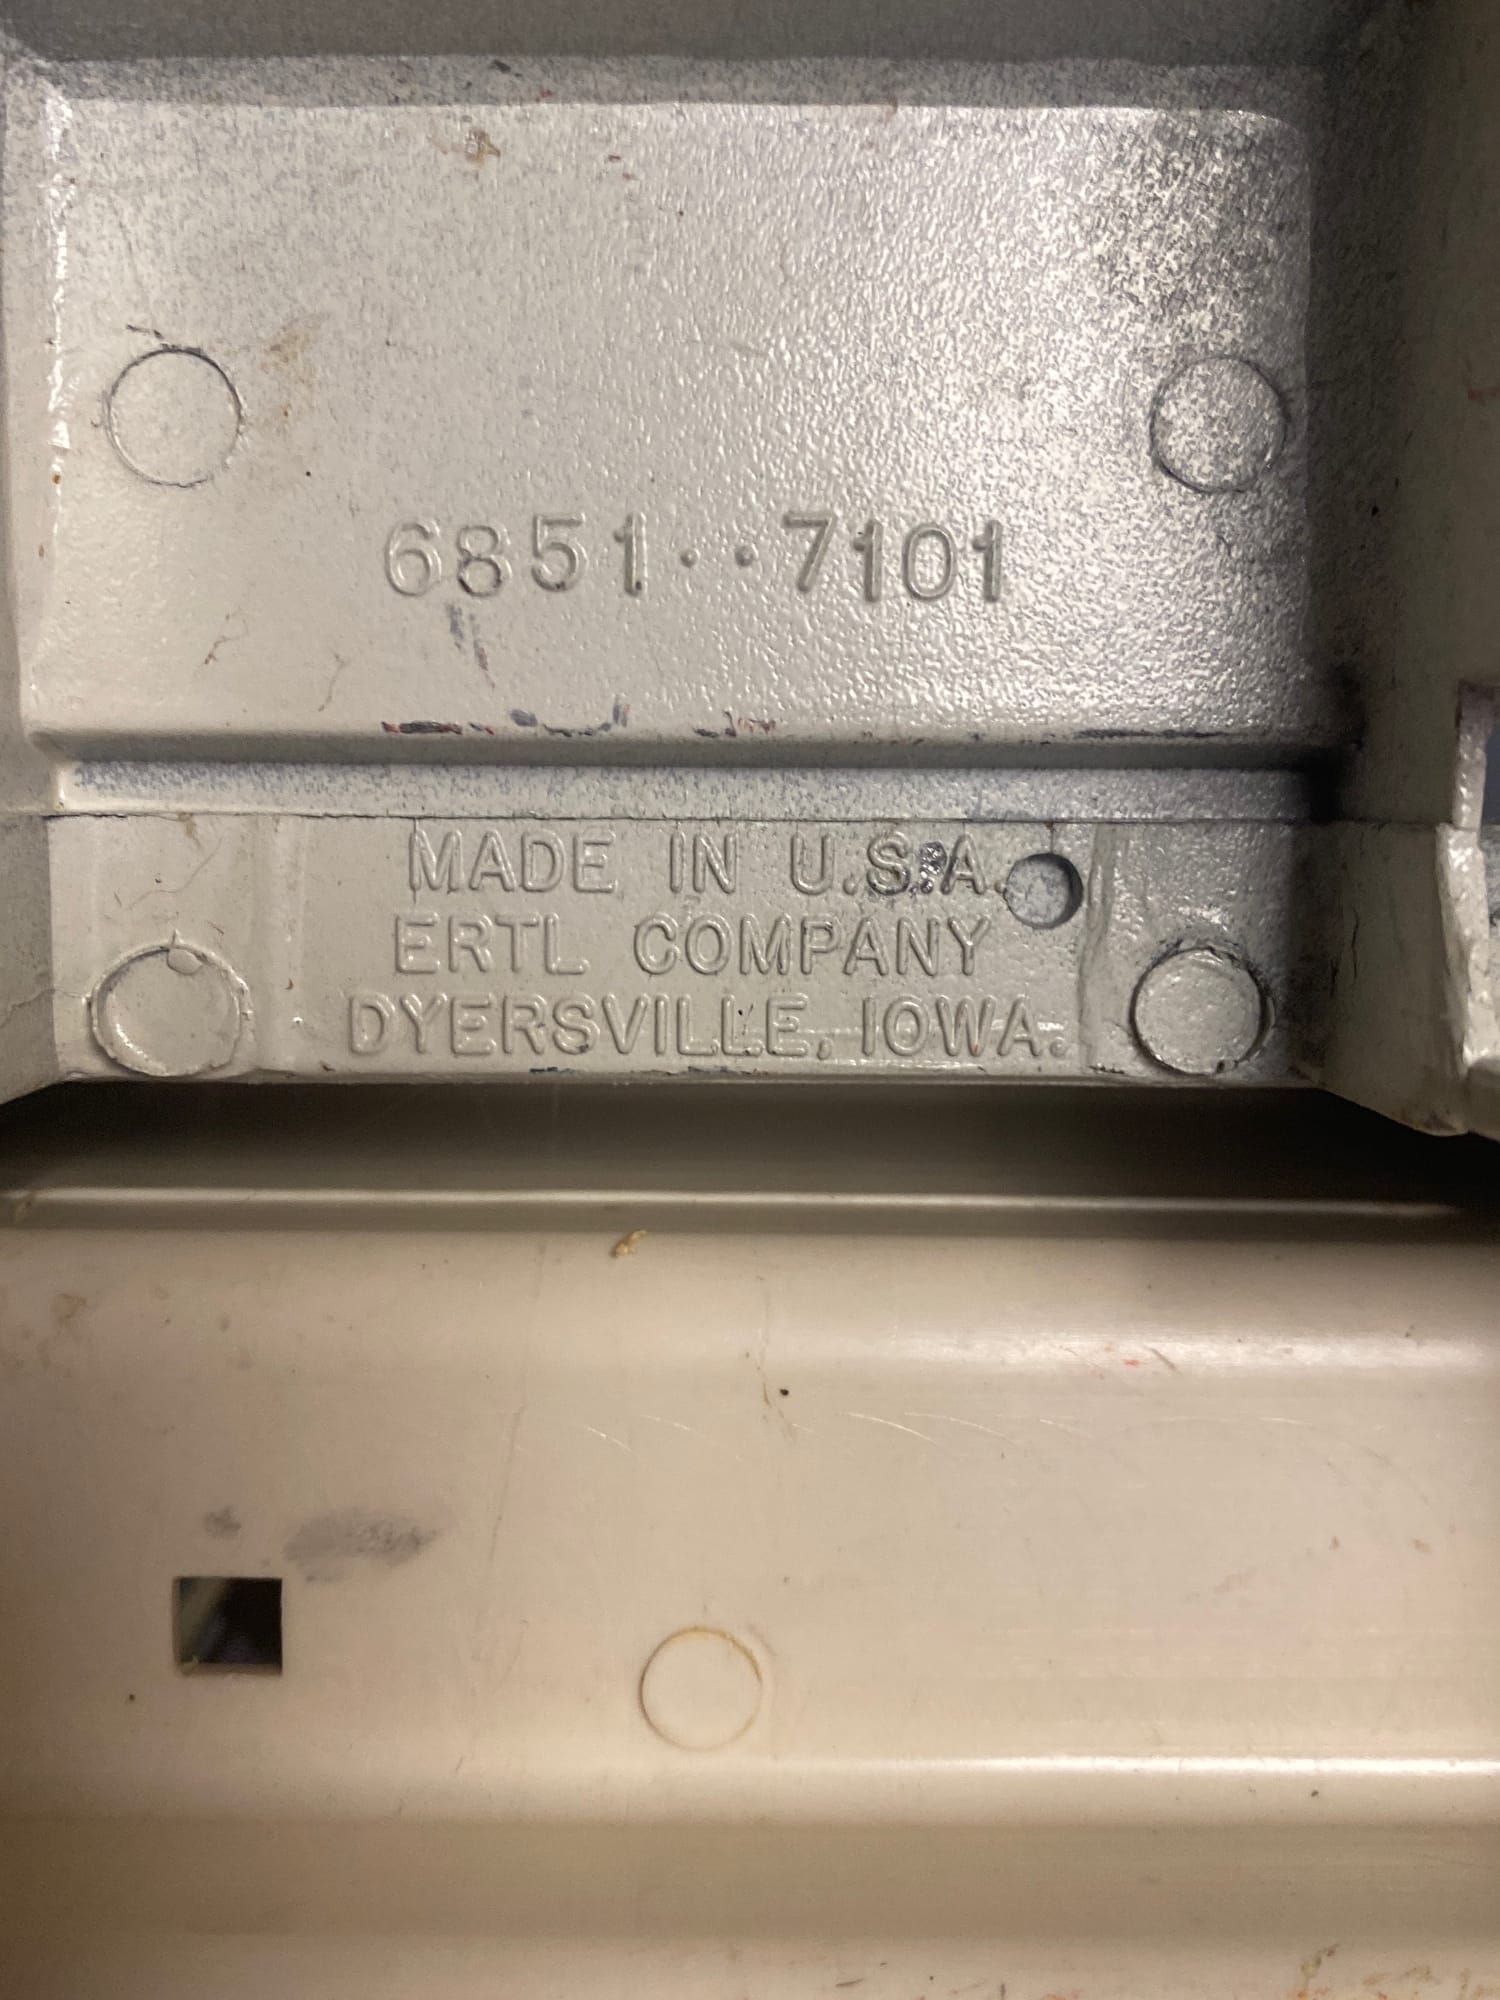 6851··7101
MADE IN U.S.A.
ERTL COMPANY
DYERSVILLE, IOWA.